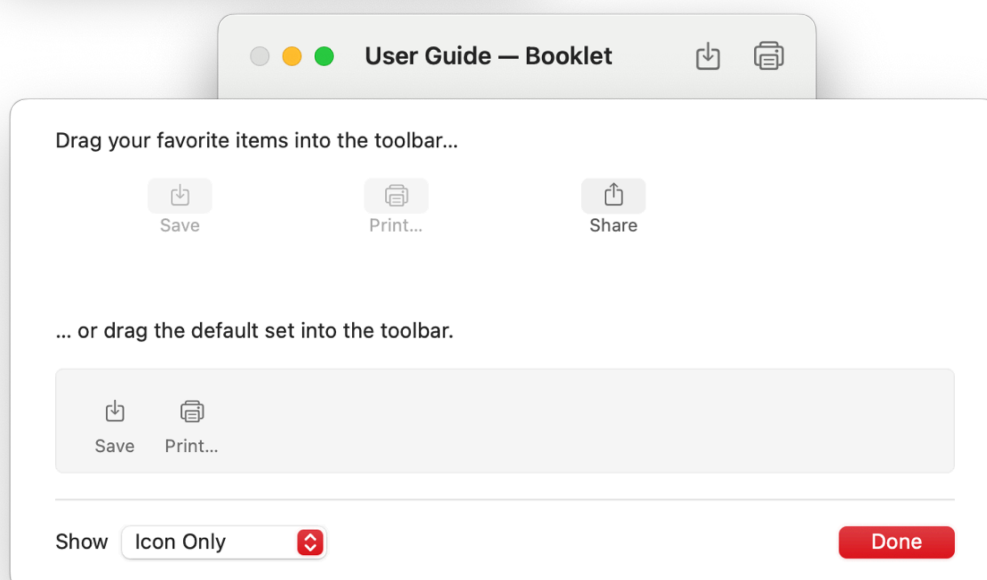 User Guide — Booklet
Drag your favorite items into the toolbar...
Save Print... Share
... or drag the default set into the toolbar.
Save Print...
Show Icon Only Done